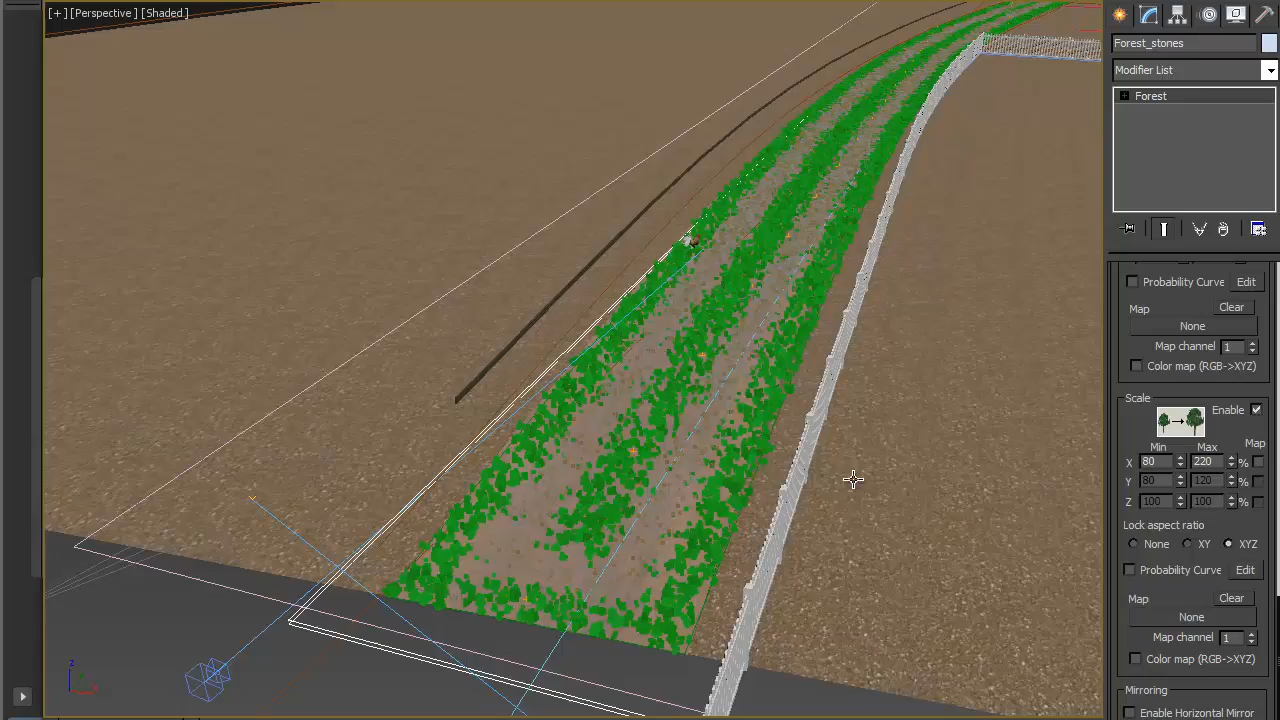 [+] [Perspective] [Shaded]
Forest_stones
Modifier List
Forest
Probability Curve Edit
Map Clear
None
Map channel 1
Color map (RGB->XYZ)
Scale
Enable
Min Max Map
X 80 220 %
Y 80 120 %
Z 100 100 %
Lock aspect ratio
None XY XYZ
Probability Curve Edit
Map Clear
None
Map channel 1
Color map (RGB->XYZ)
Mirroring
Enable Horizontal Mirror
z
x